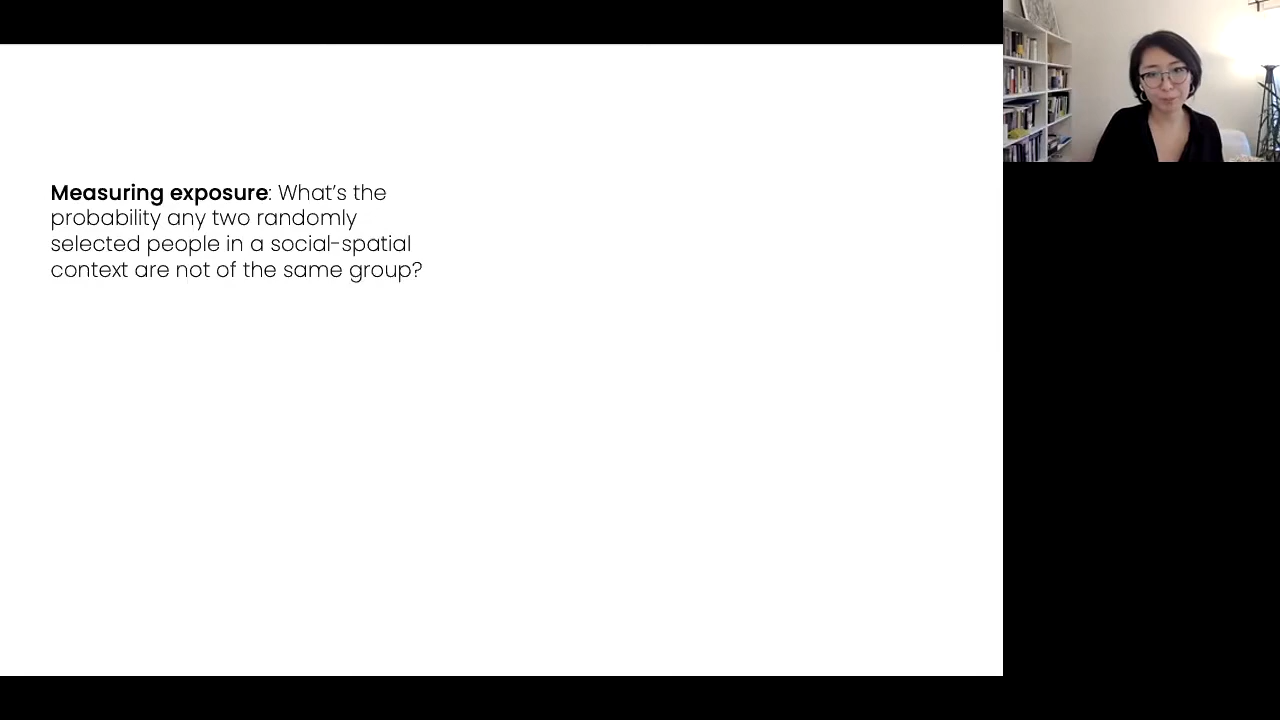 Measuring exposure: What's the
probability any two randomly
selected people in a social-spatial
context are not of the same group?